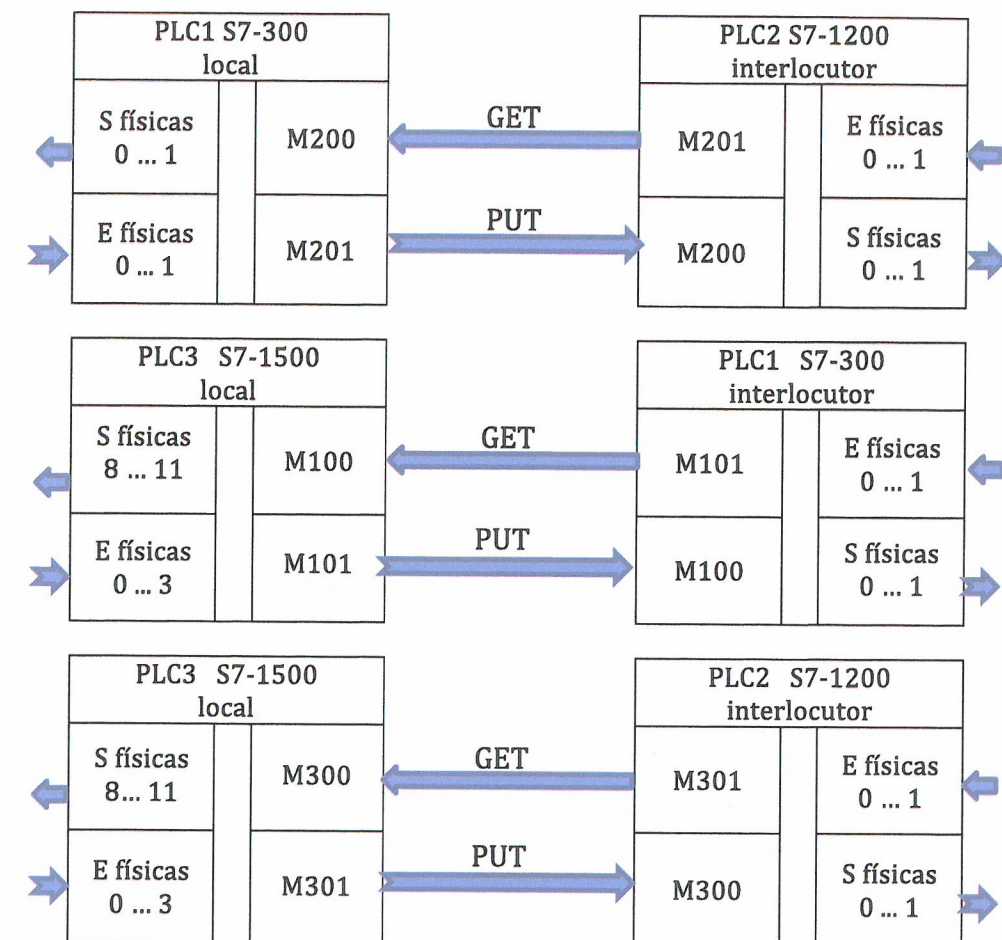 PLC1 S7-300
local
S físicas
0 ... 1
M200
E físicas
0 ... 1
M201
GET
PUT
PLC2 S7-1200
interlocutor
M201
E físicas
0 ... 1
M200
S físicas
0 ... 1
PLC3 S7-1500
local
S físicas
8 ... 11
M100
E físicas
0 ... 3
M101
GET
PUT
PLC1 S7-300
interlocutor
M101
E físicas
0 ... 1
M100
S físicas
0 ... 1
PLC3 S7-1500
local
S físicas
8... 11
M300
E físicas
0 ... 3
M301
GET
PUT
PLC2 S7-1200
interlocutor
M301
E físicas
0 ... 1
M300
S físicas
0 ... 1